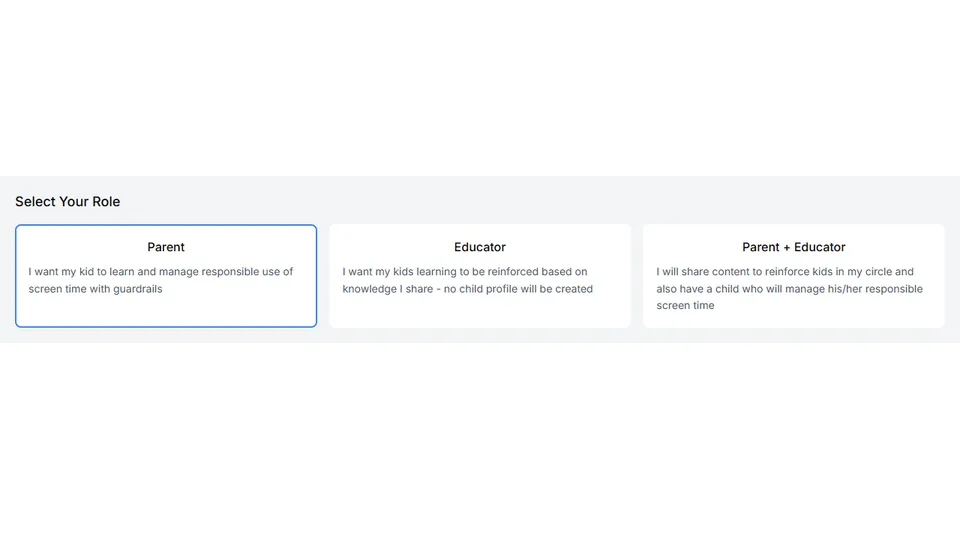 Select Your Role
Parent
I want my kid to learn and manage responsible use of
screen time with guardrails
Educator
I want my kids learning to be reinforced based on
knowledge I share - no child profile will be created
Parent + Educator
I will share content to reinforce kids in my circle and
also have a child who will manage his/her responsible
screen time